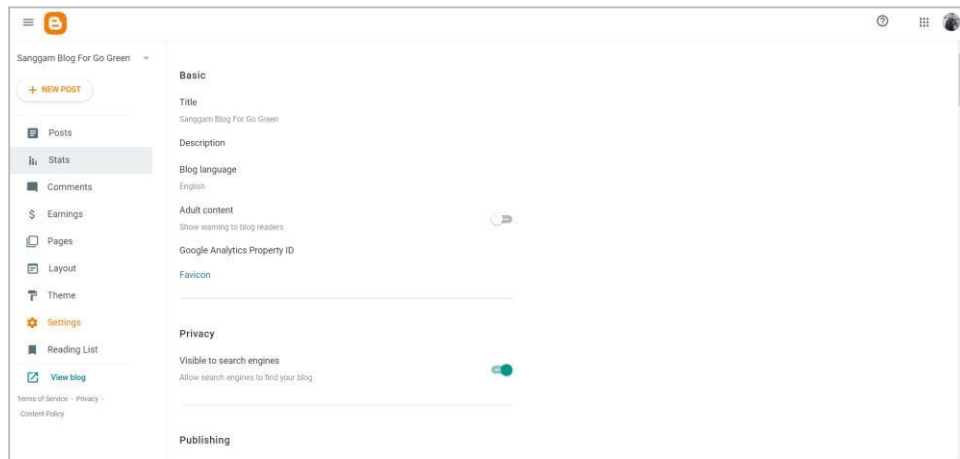 Sanggam Blog For Go Green
+ NEW POST
Posts
Stats
Comments
$ Earnings
Pages
Layout
Theme
Settings
Reading List
View blog
Terms of Service - Privacy -
Content Policy
Basic
Title
Sanggam Blog For Go Green
Description
Blog language
English
Adult content
Show warning to blog readers
Google Analytics Property ID
Favicon
Privacy
Visible to search engines
Allow search engines to find your blog
Publishing